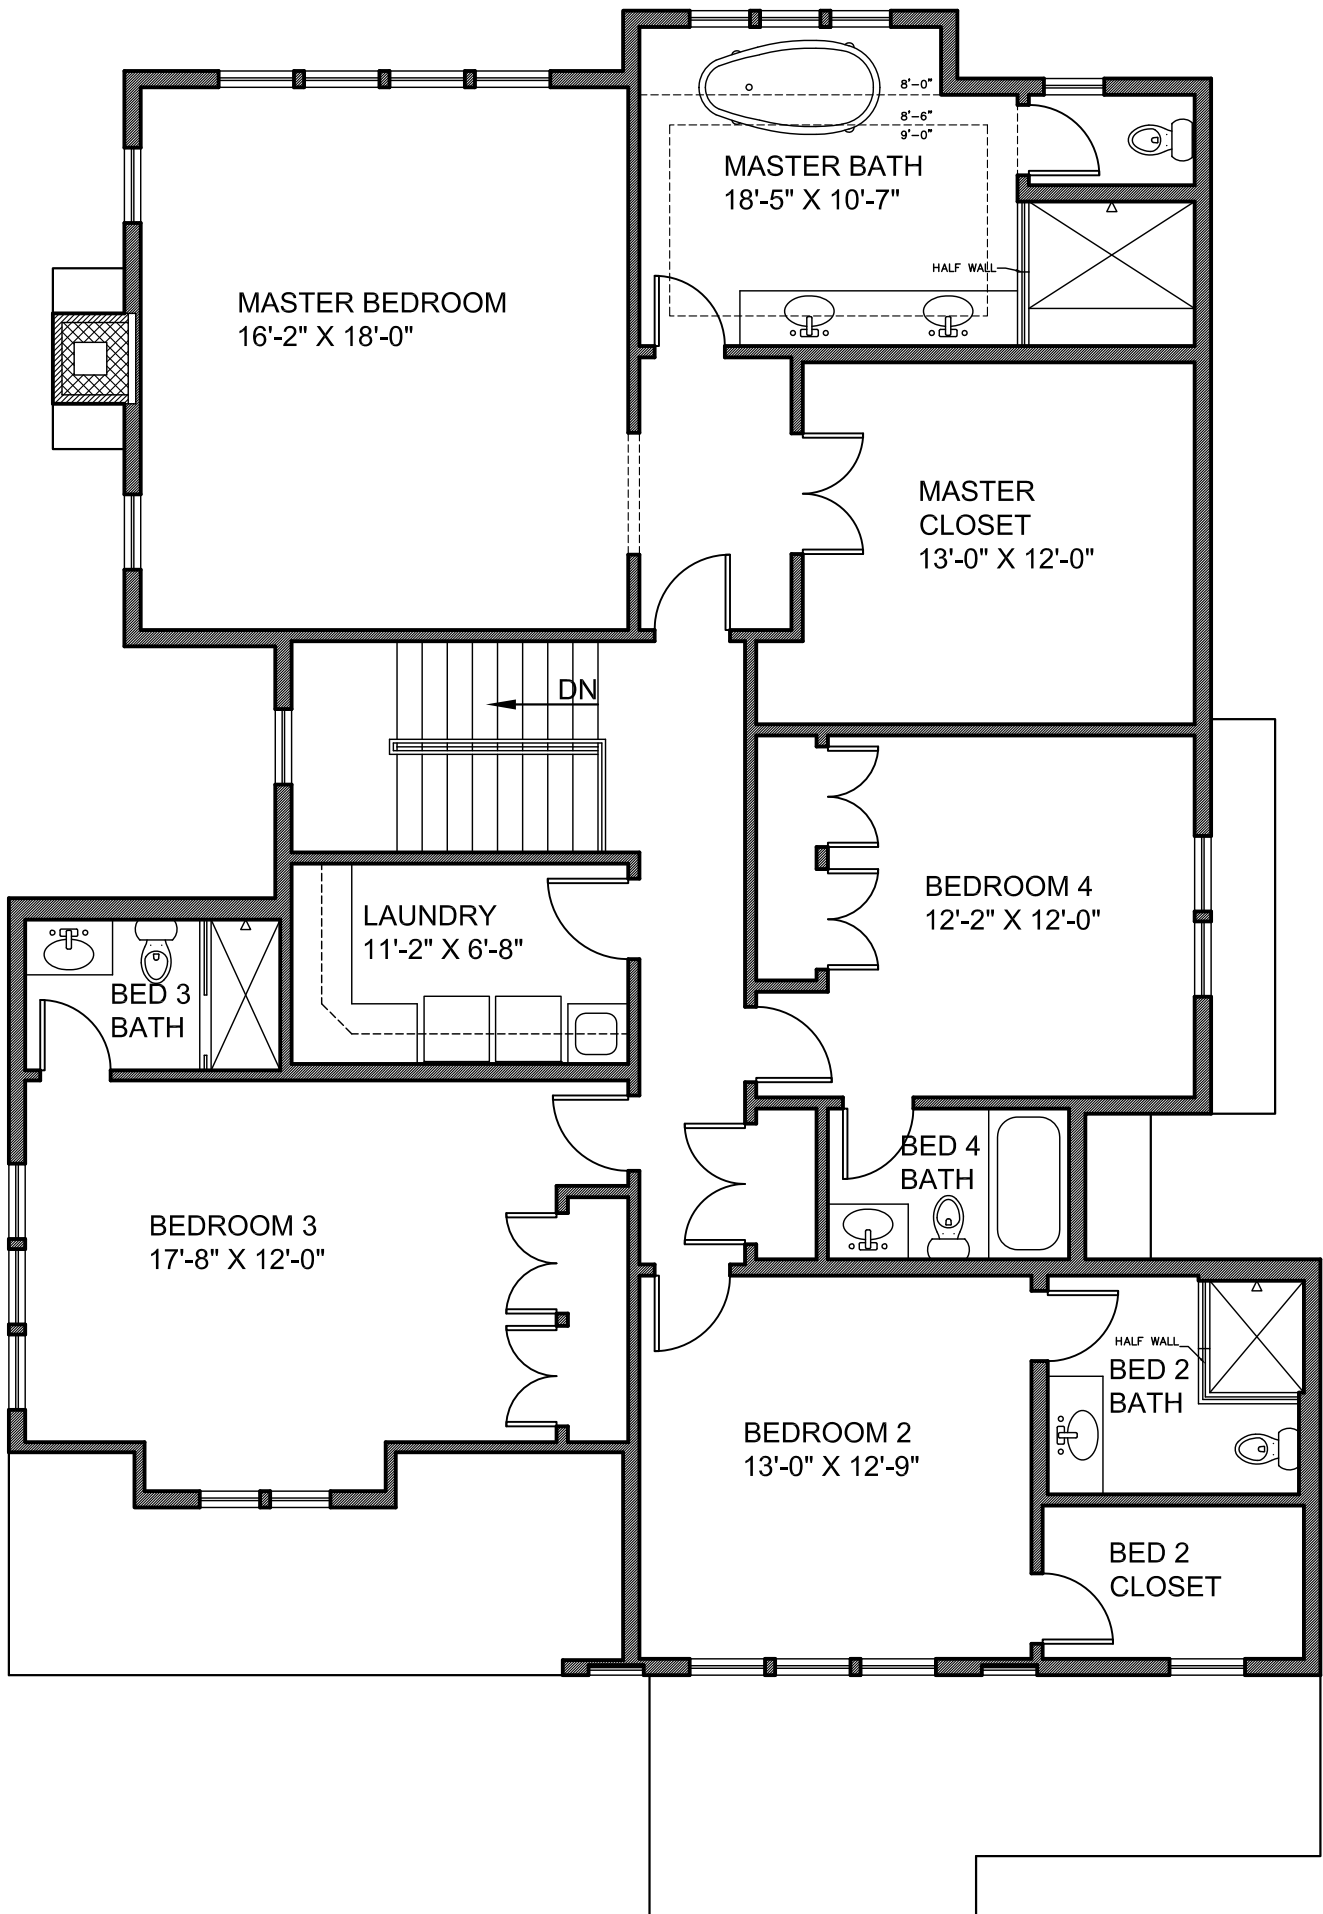 8'-0"
8'-6"
9'-0"
MASTER BATH
18'-5" X 10'-7"
HALF WALL
MASTER BEDROOM
16'-2" X 18'-0"
MASTER
CLOSET
13'-0" X 12'-0"
DN
BEDROOM 4
12'-2" X 12'-0"
LAUNDRY
11'-2" X 6'-8"
BED 3
BATH
BED 4
BATH
BEDROOM 3
17'-8" X 12'-0"
HALF WALL
BED 2
BATH
BEDROOM 2
13'-0" X 12'-9"
BED 2
CLOSET